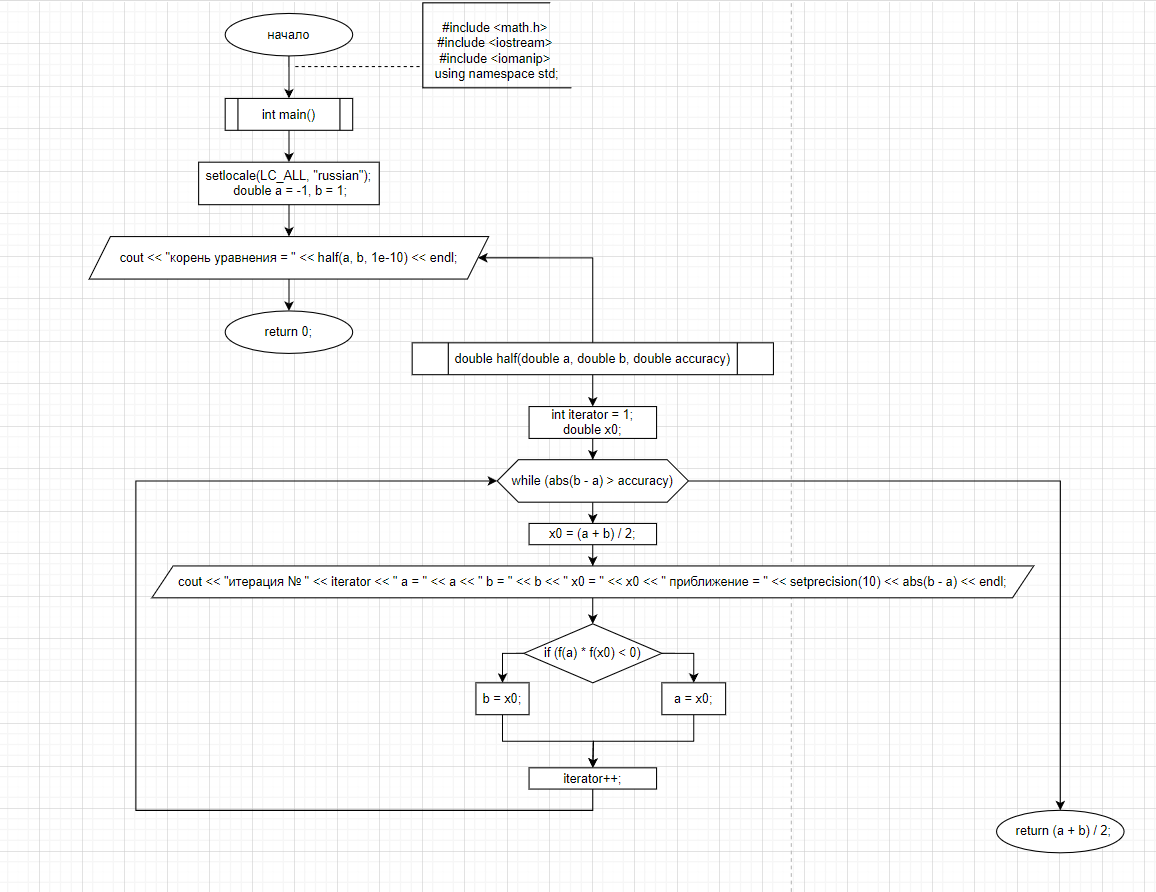 начало
#include <math.h>
#include <iostream>
#include <iomanip>
using namespace std;
int main()
setlocale(LC_ALL, "russian");
double a = -1, b = 1;
cout << "корень уравнения = " << half(a, b, 1e-10) << endl;
return 0;
double half(double a, double b, double accuracy)
int iterator = 1;
double x0;
while (abs(b - a) > accuracy)
x0 = (a + b) / 2;
cout << "итерация № " << iterator << " a = " << a << " b = " << b << " x0 = " << x0 << " приближение = " << setprecision(10) << abs(b - a) << endl;
if (f(a) * f(x0) < 0)
b = x0;
a = x0;
iterator++;
return (a + b) / 2;